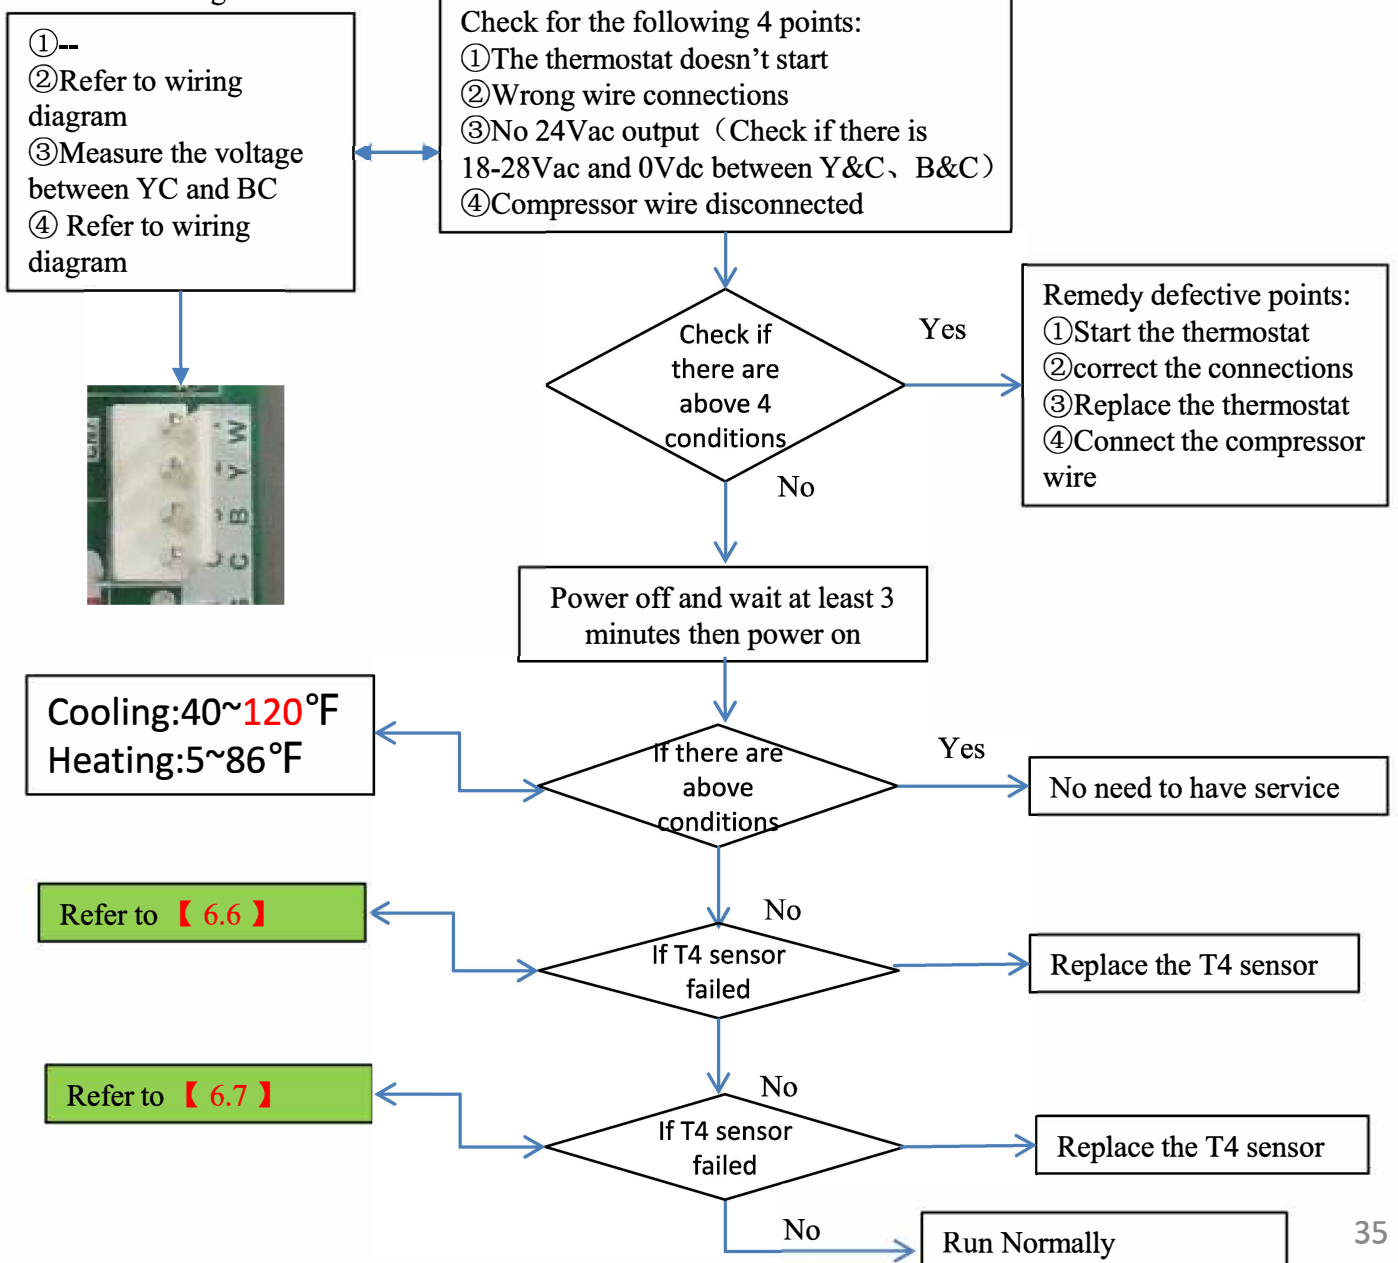 ①--
②Refer to wiring
diagram
③Measure the voltage
between YC and BC
④ Refer to wiring
diagram
Check for the following 4 points:
①The thermostat doesn’t start
②Wrong wire connections
③No 24Vac output（Check if there is
18-28Vac and 0Vdc between Y&C、B&C）
④Compressor wire disconnected
Check if
there are
above 4
conditions
Yes
Remedy defective points:
①Start the thermostat
②correct the connections
③Replace the thermostat
④Connect the compressor
wire
No
W
Y
B
C
Power off and wait at least 3
minutes then power on
Cooling:40~120℉
Heating:5~86℉
If there are
above
conditions
Yes
No need to have service
No
Refer to 【 6.6 】
If T4 sensor
failed
Replace the T4 sensor
No
Refer to 【 6.7 】
If T4 sensor
failed
Replace the T4 sensor
No
Run Normally
35